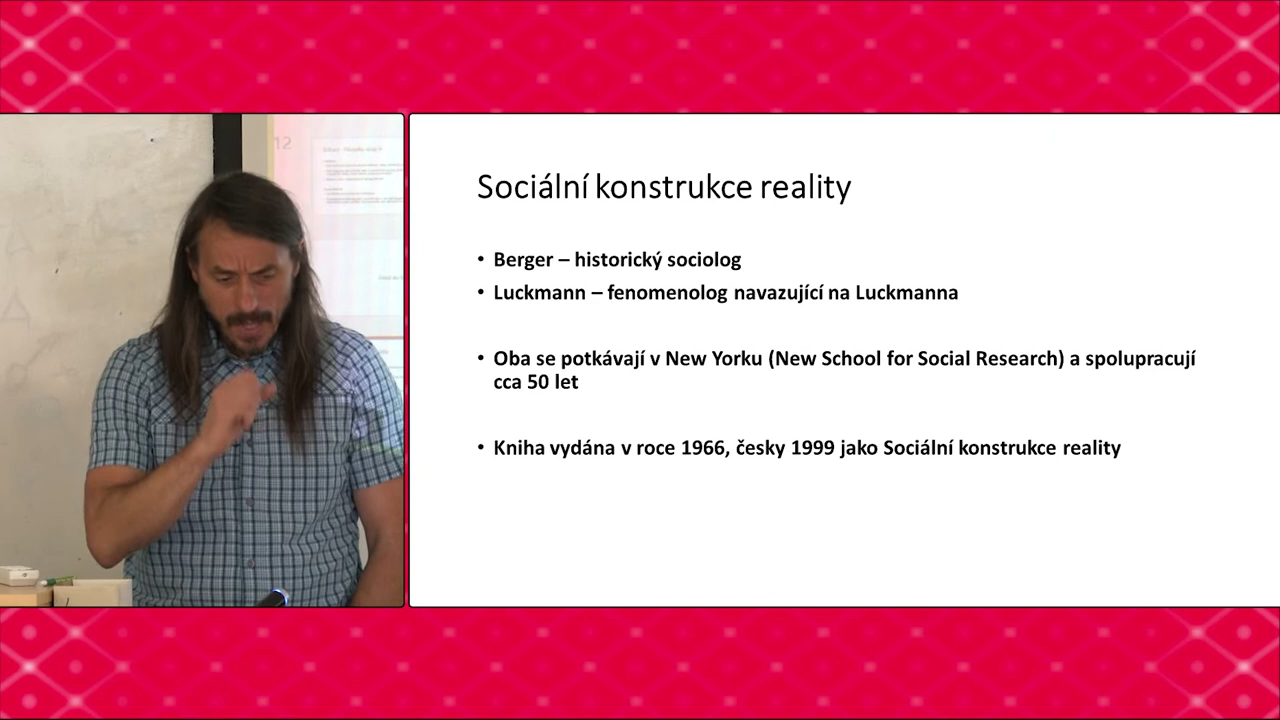 12
Sociální konstrukce reality
• Berger – historický sociolog
• Luckmann – fenomenolog navazující na Luckmanna
• Oba se potkávají v New Yorku (New School for Social Research) a spolupracují
cca 50 let
• Kniha vydána v roce 1966, česky 1999 jako Sociální konstrukce reality